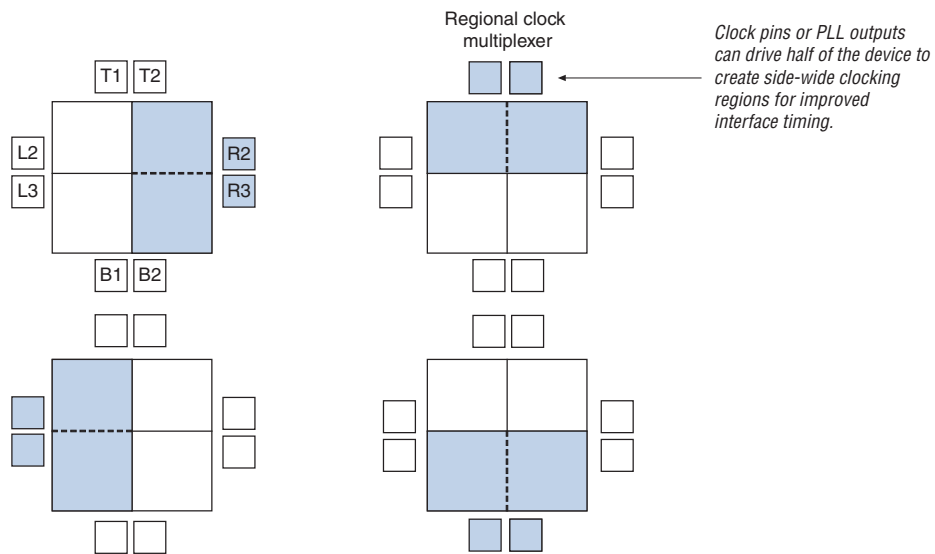 Regional clock
multiplexer
Clock pins or PLL outputs
can drive half of the device to
create side-wide clocking
regions for improved
interface timing.
T1 T2
L2
L3
R2
R3
B1 B2